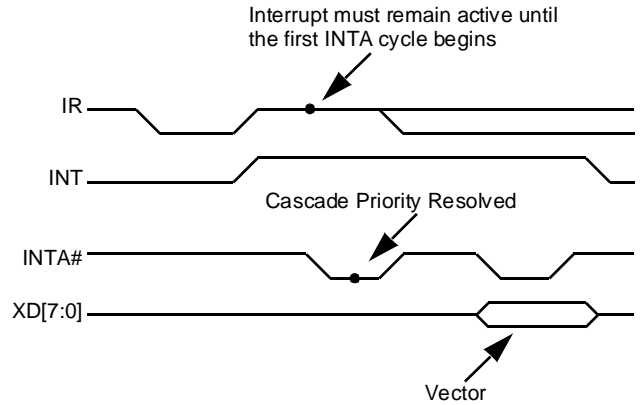 Interrupt must remain active until
the first INTA cycle begins
IR
INT
Cascade Priority Resolved
INTA#
XD[7:0]
Vector